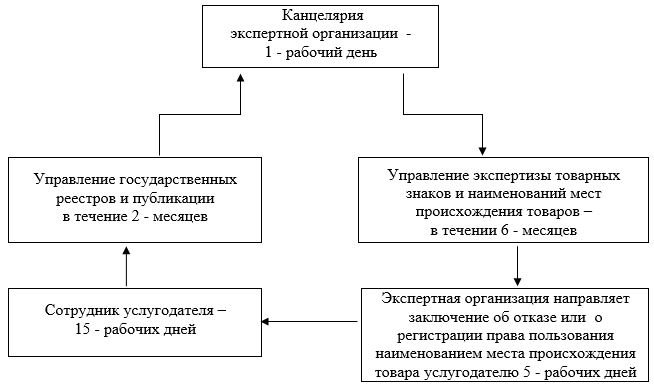 Канцелярия
экспертной организации -
1 - рабочий день
Управление государственных
реестров и публикации
в течение 2 - месяцев
Управление экспертизы товарных
знаков и наименований мест
происхождения товаров –
в течении 6 - месяцев
Сотрудник услугодателя –
15 - рабочих дней
Экспертная организация направляет
заключение об отказе или о
регистрации права пользования
наименованием места происхождения
товара услугодателю 5 - рабочих дней